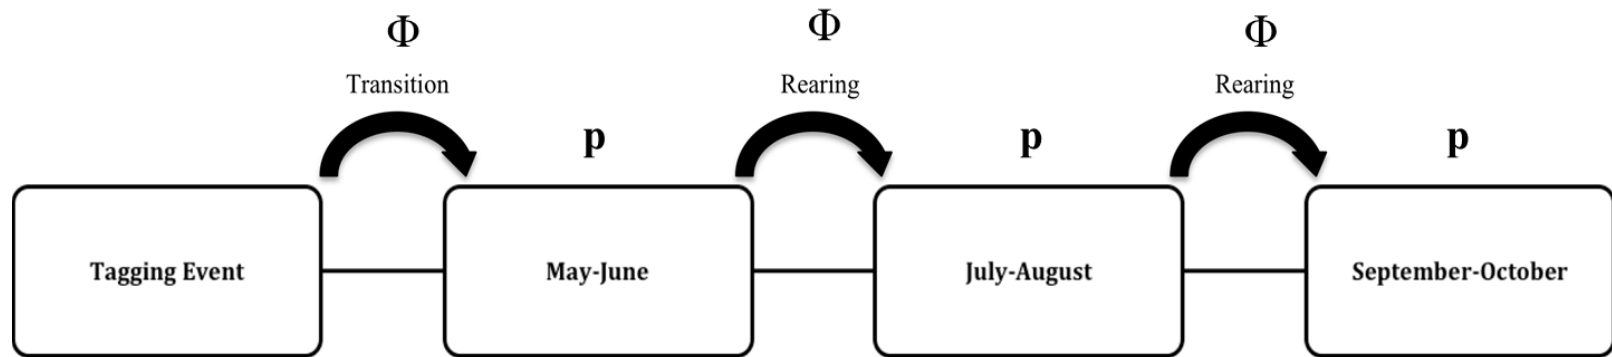 Φ
Transition
p
Φ
Rearing
p
Φ
Rearing
p
Tagging Event
May-June
July-August
September-October